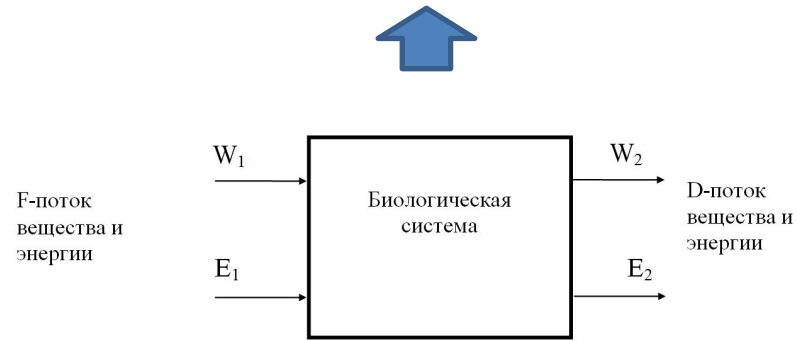 W₁
W₂
F-поток
вещества и
энергии
Биологическая
система
D-поток
вещества и
энергии
E₁
E₂